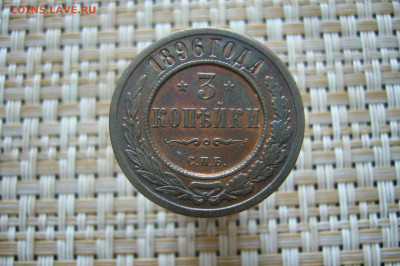 COINS.LAVE.RU
1896 ГОДА
* 3 *
КОПѢЙКИ
С.П.Б.